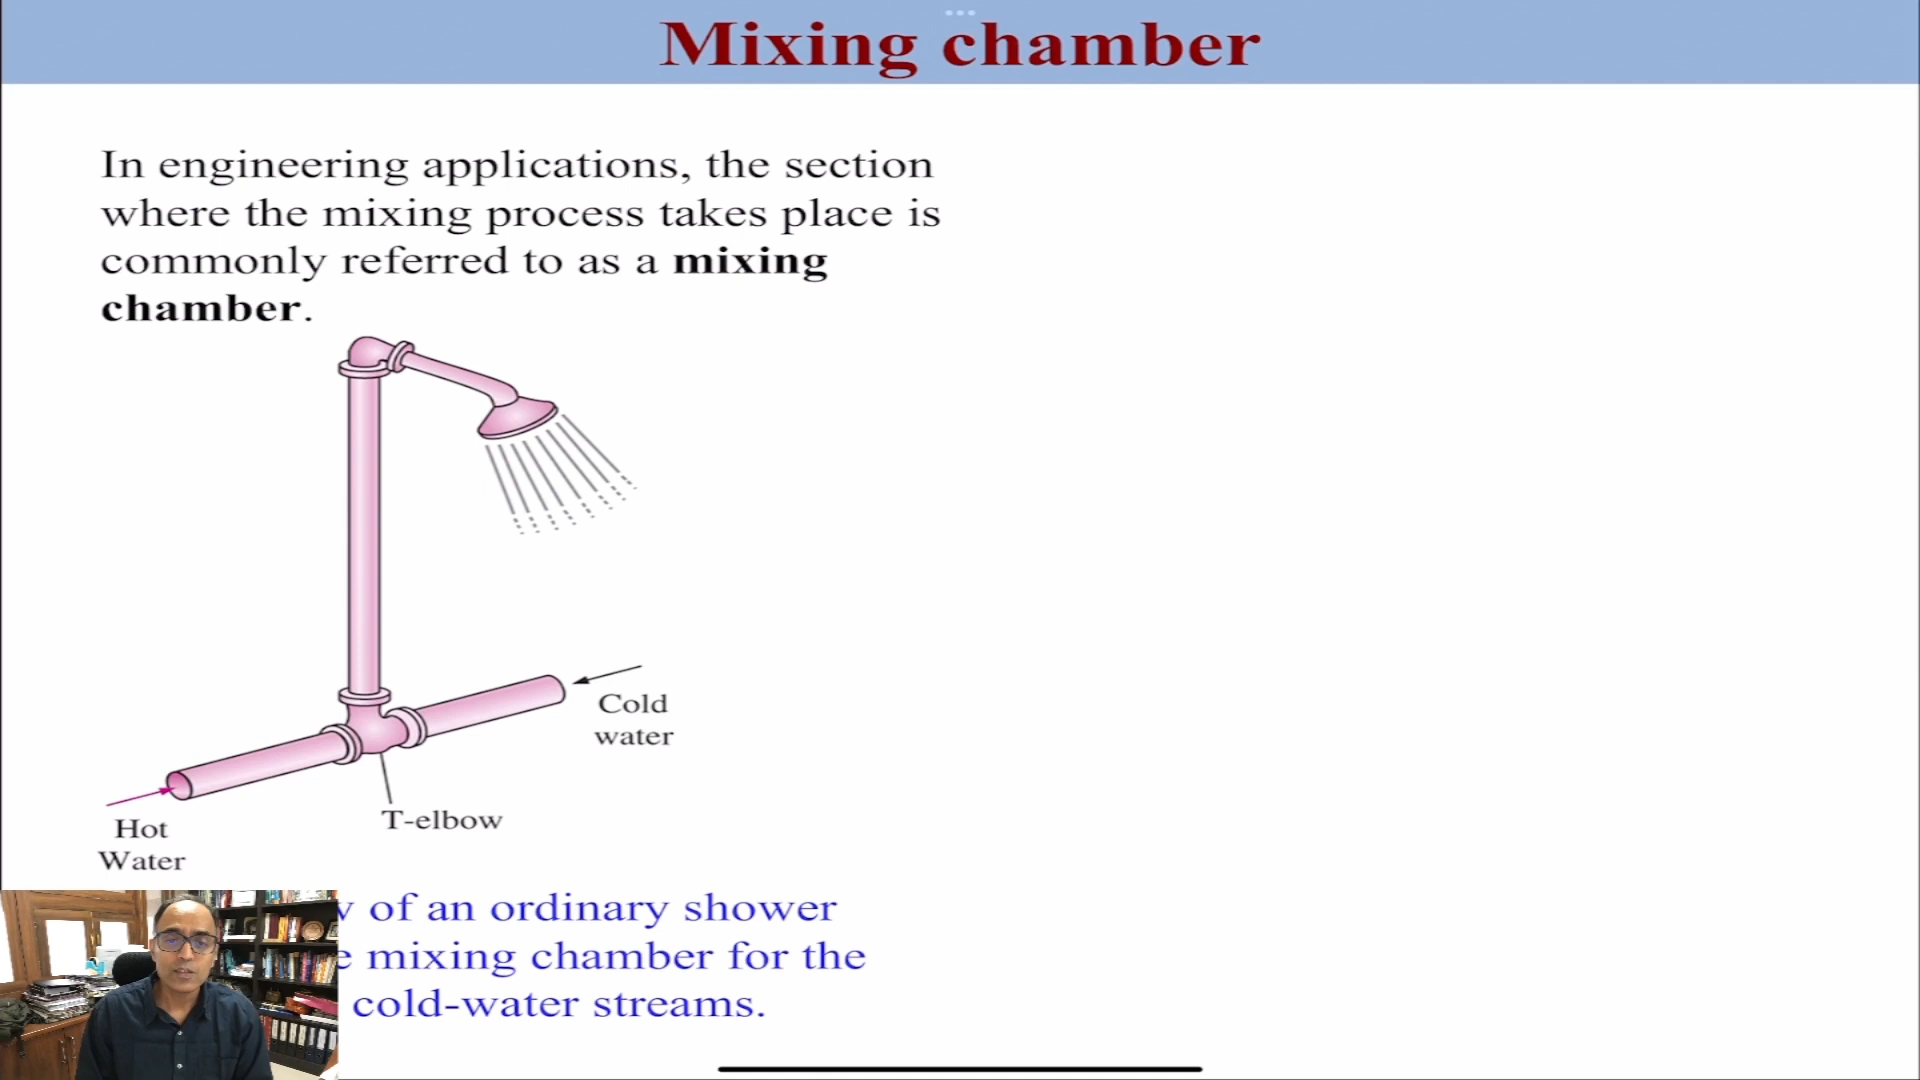 Mixing chamber
In engineering applications, the section
where the mixing process takes place is
commonly referred to as a mixing
chamber.
Cold
water
T-elbow
Hot
Water
of an ordinary shower
mixing chamber for the
cold-water streams.